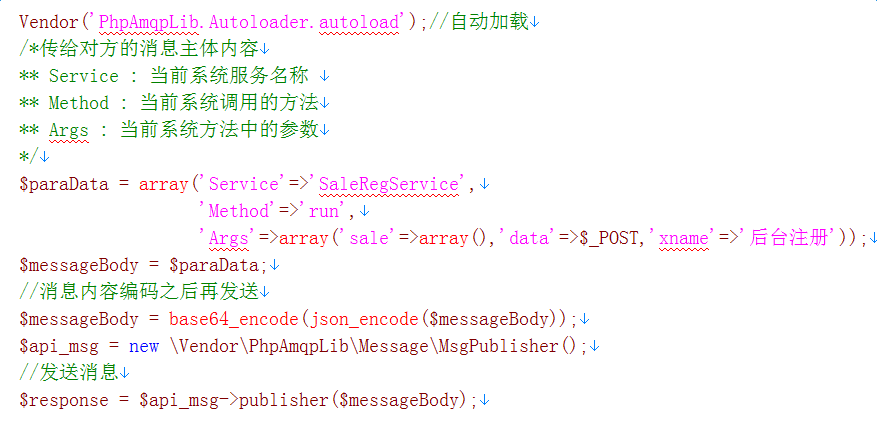 Vendor('PhpAmqpLib.Autoloader.autoload');//自动加载↓
/*传给对方的消息主体内容↓
** Service : 当前系统服务名称 ↓
** Method : 当前系统调用的方法↓
** Args : 当前系统方法中的参数↓
*/↓
$paraData = array('Service'=>'SaleRegService',↓
'Method'=>'run',↓
'Args'=>array('sale'=>array(),'data'=>$_POST,'xname'=>'后台注册'));↓
$messageBody = $paraData;↓
//消息内容编码之后再发送↓
$messageBody = base64_encode(json_encode($messageBody));↓
$api_msg = new \Vendor\PhpAmqpLib\Message\MsgPublisher();↓
//发送消息↓
$response = $api_msg->publisher($messageBody);↓